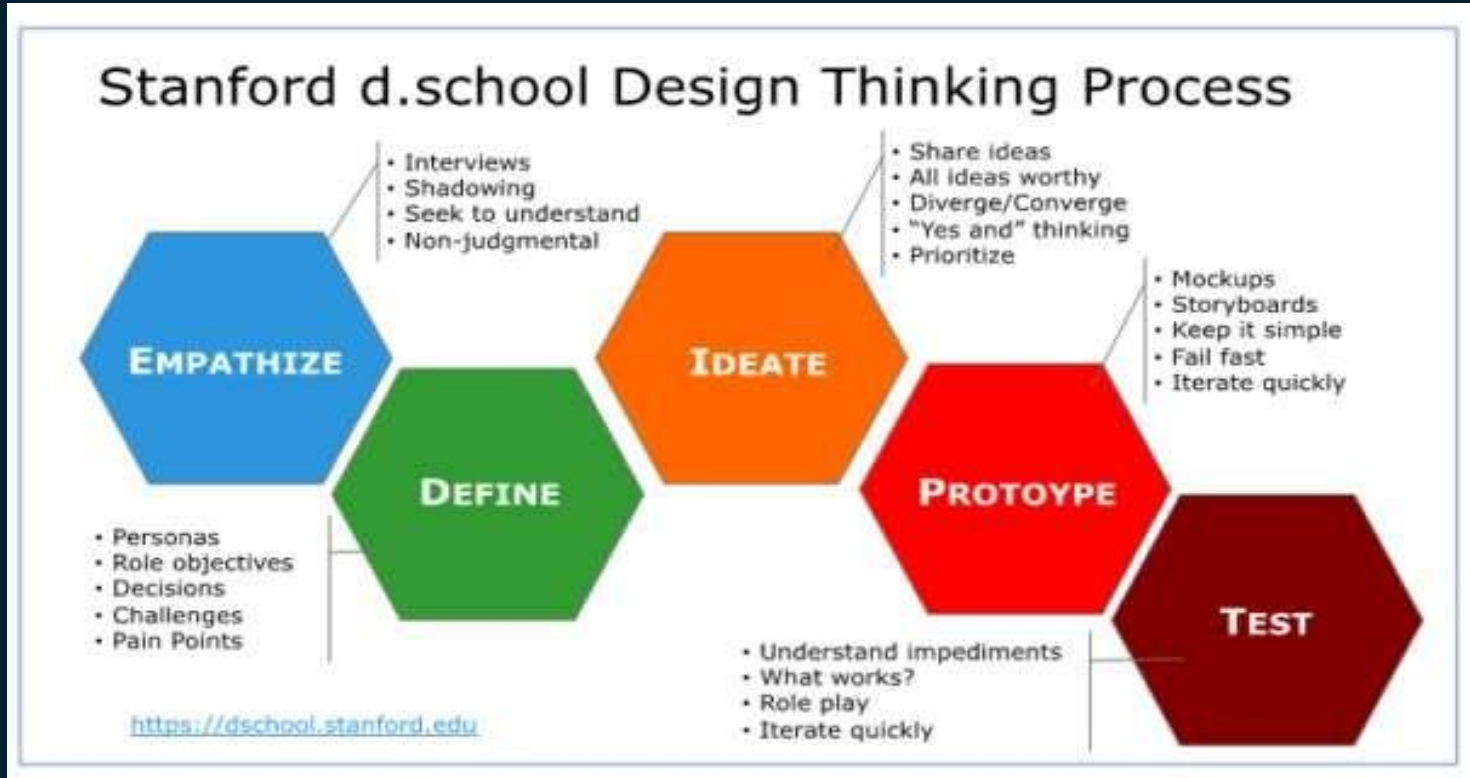 Stanford d.school Design Thinking Process
• Interviews
• Shadowing
• Seek to understand
• Non-judgmental
EMPATHIZE
• Personas
• Role objectives
• Decisions
• Challenges
• Pain Points
DEFINE
• Share ideas
• All ideas worthy
• Diverge/Converge
• “Yes and” thinking
• Prioritize
IDEATE
• Mockups
• Storyboards
• Keep it simple
• Fail fast
• Iterate quickly
PROTOYPE
• Understand impediments
• What works?
• Role play
• Iterate quickly
TEST
https://dschool.stanford.edu